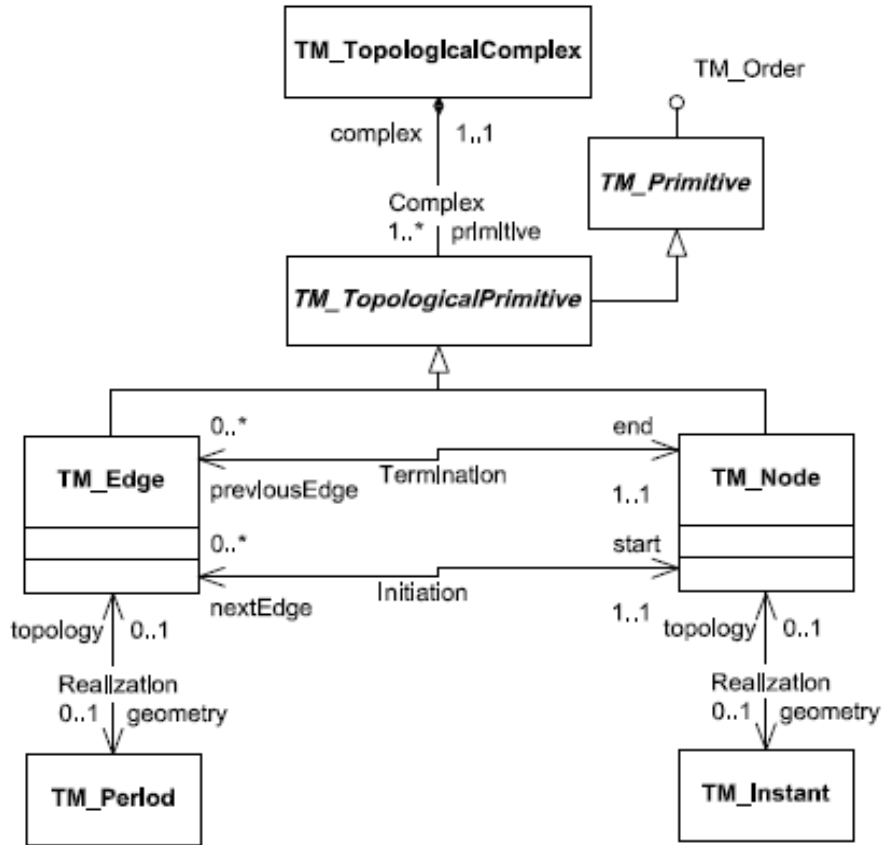 TM_TopologicalComplex
TM_Order
complex 1..1
TM_Primitive
Complex
1..* primitive
TM_TopologicalPrimitive
0..* end
TM_Edge TM_Node
Termination
previousEdge 1..1
0..* start
Initiation
nextEdge 1..1
topology 0..1 topology 0..1
Realization Realization
0..1 geometry 0..1 geometry
TM_Period TM_Instant